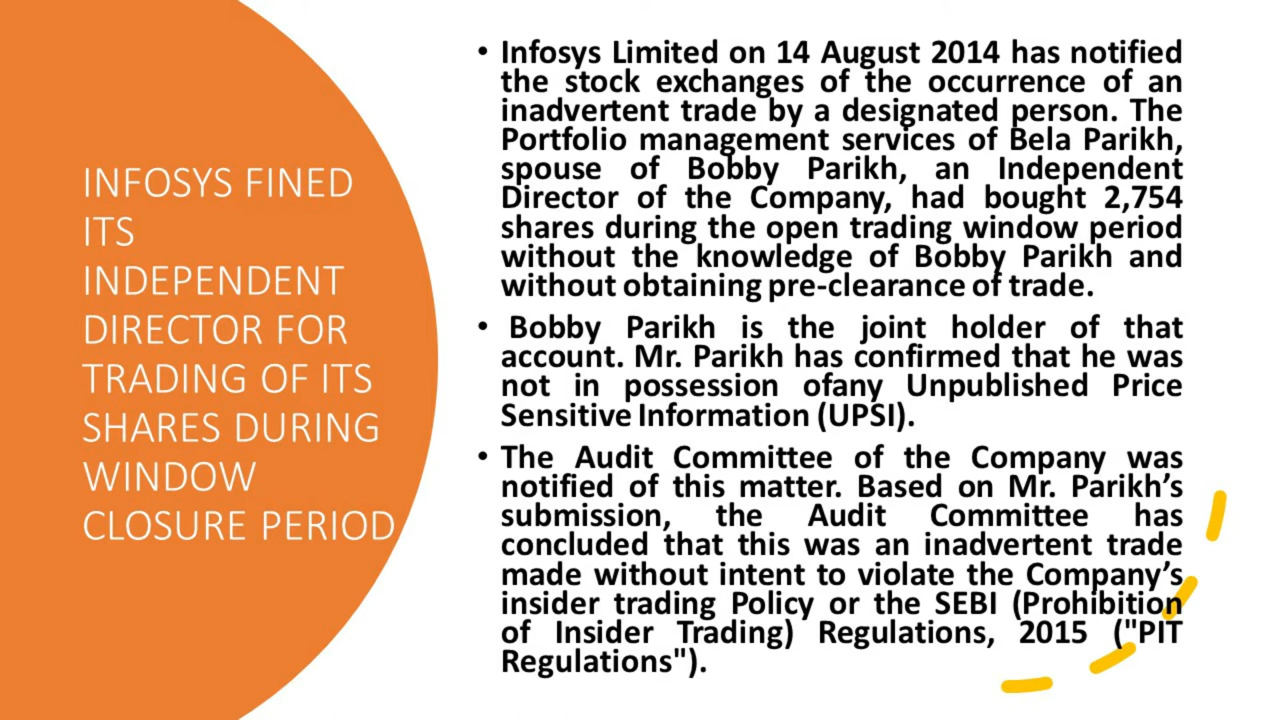 INFOSYS FINED
ITS
INDEPENDENT
DIRECTOR FOR
TRADING OF ITS
SHARES DURING
WINDOW
CLOSURE PERIOD
• Infosys Limited on 14 August 2014 has notified
the stock exchanges of the occurrence of an
inadvertent trade by a designated person. The
Portfolio management services of Bela Parikh,
spouse of Bobby Parikh, an Independent
Director of the Company, had bought 2,754
shares during the open trading window period
without the knowledge of Bobby Parikh and
without obtaining pre-clearance of trade.
• Bobby Parikh is the joint holder of that
account. Mr. Parikh has confirmed that he was
not in possession ofany Unpublished Price
Sensitive Information (UPSI).
• The Audit Committee of the Company was
notified of this matter. Based on Mr. Parikh’s
submission, the Audit Committee has
concluded that this was an inadvertent trade
made without intent to violate the Company’s
insider trading Policy or the SEBI (Prohibition
of Insider Trading) Regulations, 2015 ("PIT
Regulations").